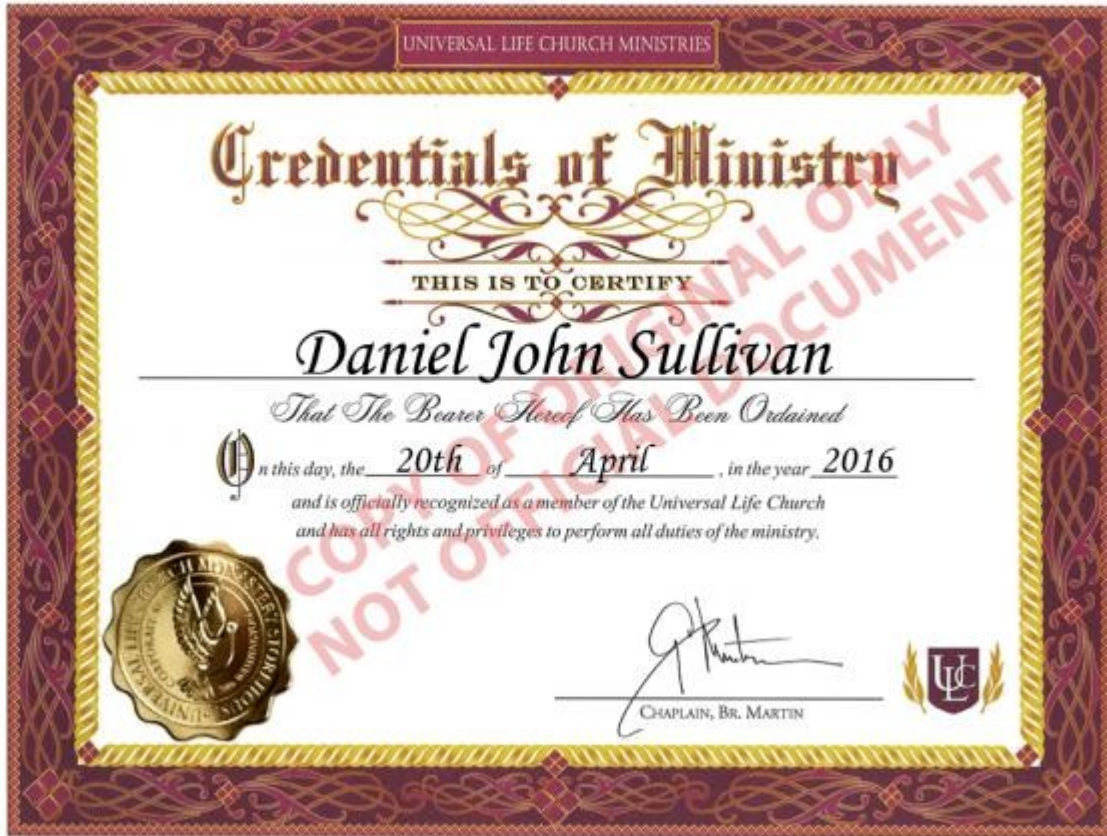 UNIVERSAL LIFE CHURCH MINISTRIES
Credentials of Ministry
THIS IS TO CERTIFY
Daniel John Sullivan
That The Bearer Hereof Has Been Ordained
On this day, the 20th of April , in the year 2016
and is officially recognized as a member of the Universal Life Church
and has all rights and privileges to perform all duties of the ministry.
COPY OF ORIGINAL ONLY
NOT OFFICIAL DOCUMENT
CHAPLAIN, BR. MARTIN
ULC